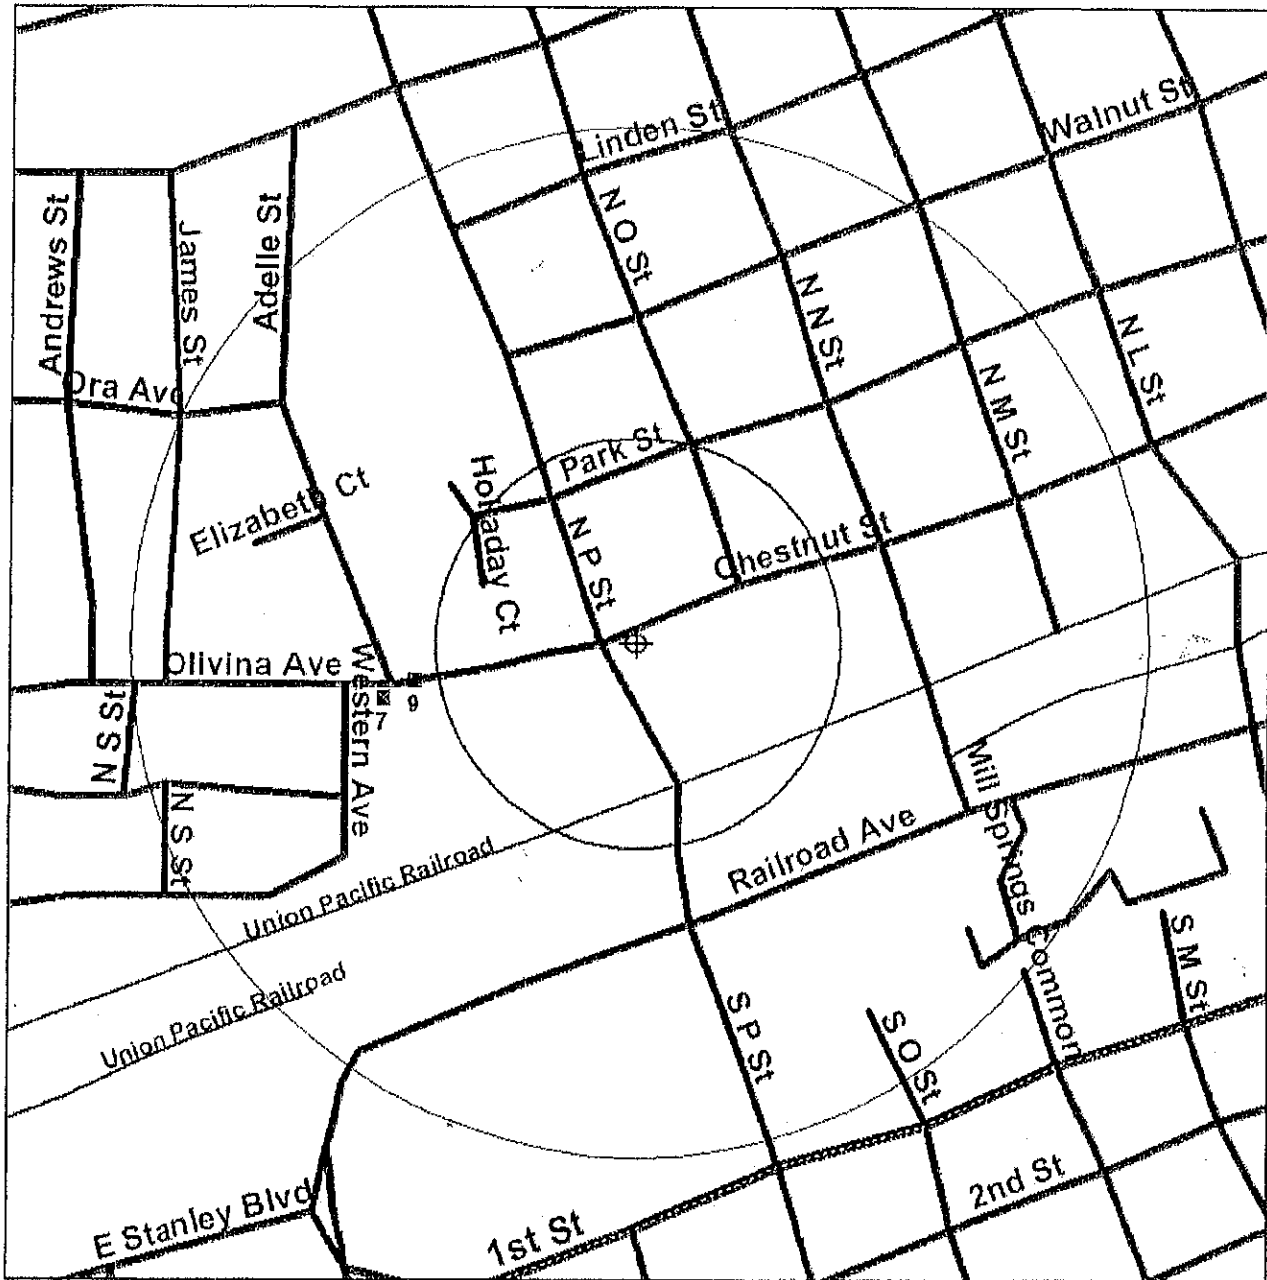 Linden St
Walnut St
Andrews St
James St
Adelle St
N O St
N N St
N L St
Ora Ave
N M St
Park St
Elizabeth Ct
Holladay Ct
N P St
Chestnut St
Olivina Ave
Western Ave
9
7
N S St
N S St
Mill Springs Common
Railroad Ave
Union Pacific Railroad
Union Pacific Railroad
S P St
S O St
S M St
E Stanley Blvd
1st St
2nd St